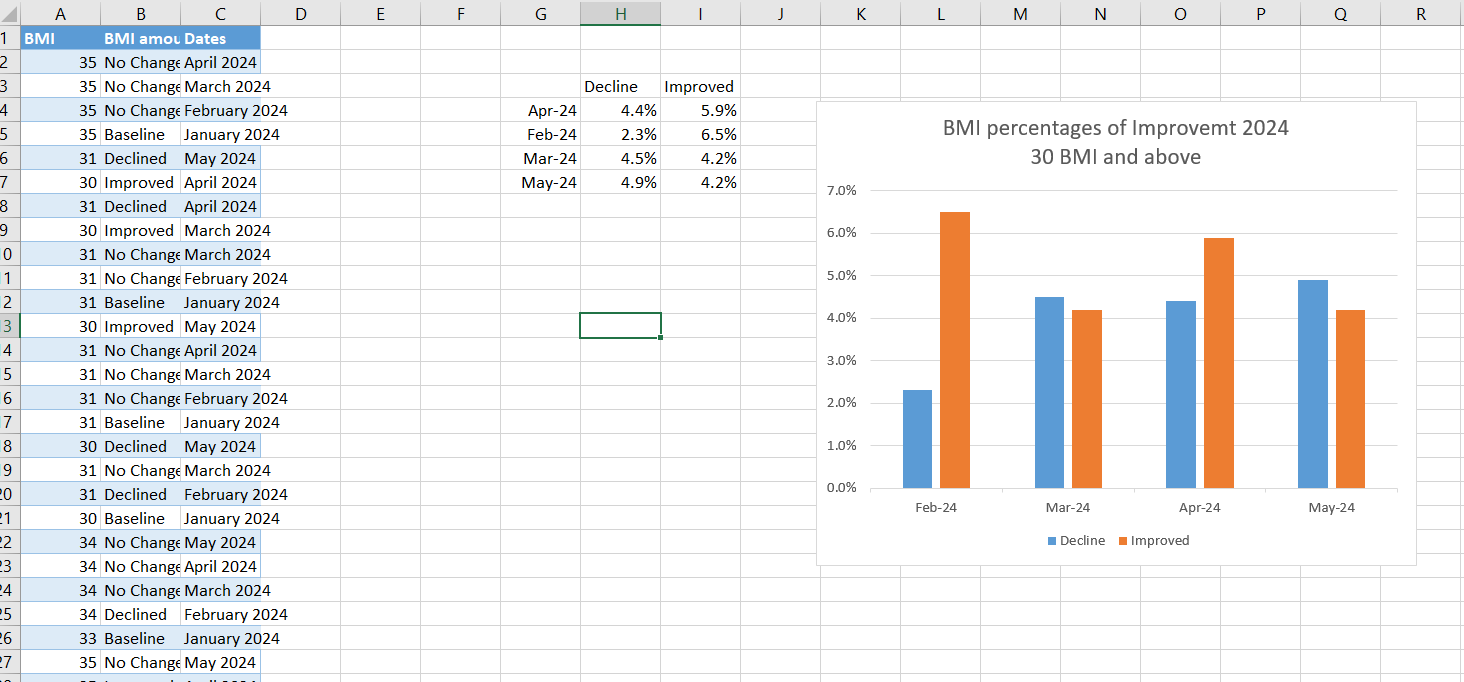 A B C D E F G H I J K L M N O P Q R
1 BMI BMI amou Dates
2 35 No Change April 2024
3 35 No Change March 2024 Decline Improved
4 35 No Change February 2024 Apr-24 4.4% 5.9%
5 35 Baseline January 2024 Feb-24 2.3% 6.5%
6 31 Declined May 2024 Mar-24 4.5% 4.2%
7 30 Improved April 2024 May-24 4.9% 4.2%
8 31 Declined April 2024
9 30 Improved March 2024
10 31 No Change March 2024
11 31 No Change February 2024
12 31 Baseline January 2024
13 30 Improved May 2024
14 31 No Change April 2024
15 31 No Change March 2024
16 31 No Change February 2024
17 31 Baseline January 2024
18 30 Declined May 2024
19 31 No Change March 2024
20 31 Declined February 2024
21 30 Baseline January 2024
22 34 No Change May 2024
23 34 No Change April 2024
24 34 No Change March 2024
25 34 Declined February 2024
26 33 Baseline January 2024
27 35 No Change May 2024
BMI percentages of Improvemt 2024
30 BMI and above
7.0%
6.0%
5.0%
4.0%
3.0%
2.0%
1.0%
0.0%
Feb-24 Mar-24 Apr-24 May-24
Decline Improved